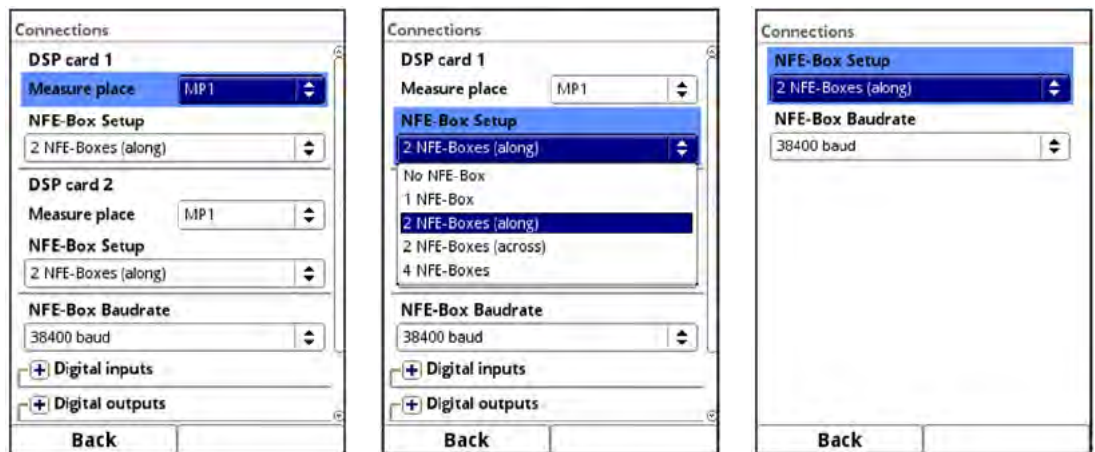 Connections
DSP card 1
Measure place MP1
NFE-Box Setup
2 NFE-Boxes (along)
DSP card 2
Measure place MP1
NFE-Box Setup
2 NFE-Boxes (along)
NFE-Box Baudrate
38400 baud
Digital inputs
Digital outputs
Back
Connections
DSP card 1
Measure place MP1
NFE-Box Setup
2 NFE-Boxes (along)
No NFE-Box
1 NFE-Box
2 NFE-Boxes (along)
2 NFE-Boxes (across)
4 NFE-Boxes
NFE-Box Baudrate
38400 baud
Digital inputs
Digital outputs
Back
Connections
NFE-Box Setup
2 NFE-Boxes (along)
NFE-Box Baudrate
38400 baud
Back